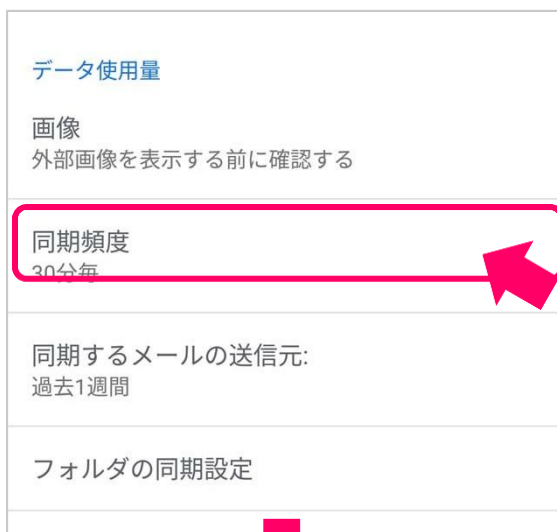 データ使用量
画像
外部画像を表示する前に確認する
同期頻度
30分毎
同期するメールの送信元:
過去1週間
フォルダの同期設定